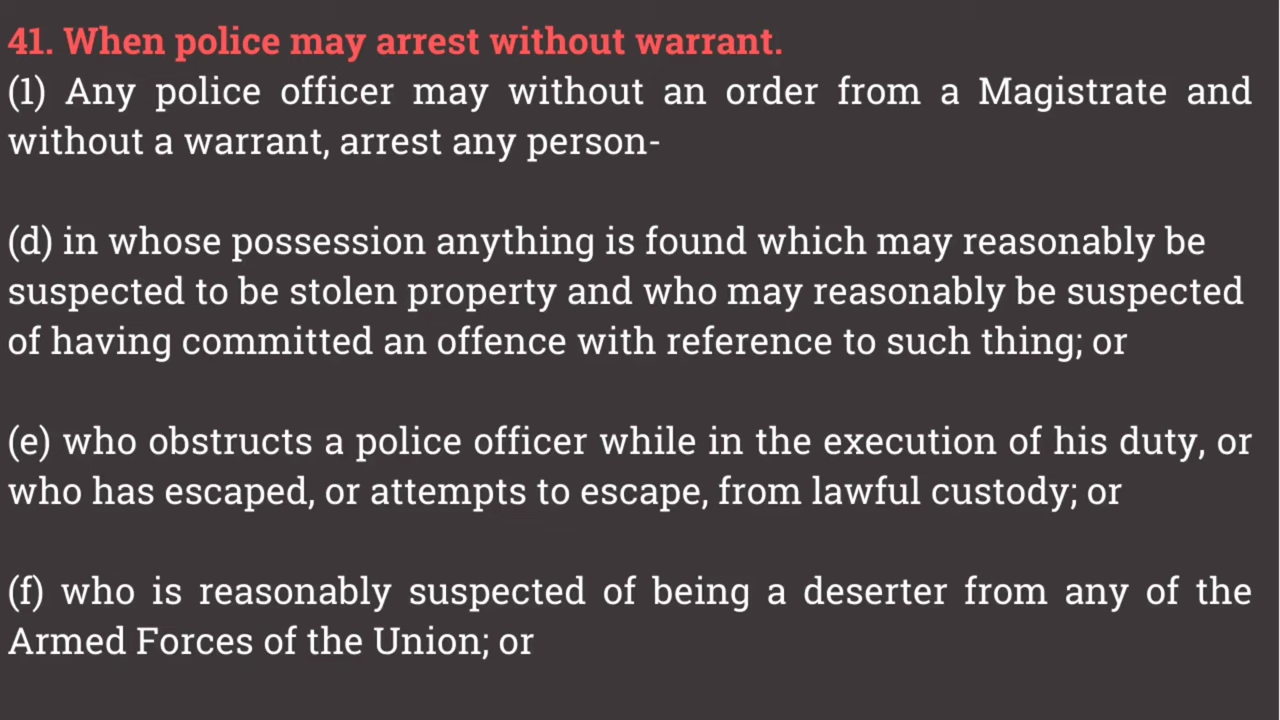 41. When police may arrest without warrant.
(1) Any police officer may without an order from a Magistrate and
without a warrant, arrest any person-
(d) in whose possession anything is found which may reasonably be
suspected to be stolen property and who may reasonably be suspected
of having committed an offence with reference to such thing; or
(e) who obstructs a police officer while in the execution of his duty, or
who has escaped, or attempts to escape, from lawful custody; or
(f) who is reasonably suspected of being a deserter from any of the
Armed Forces of the Union; or